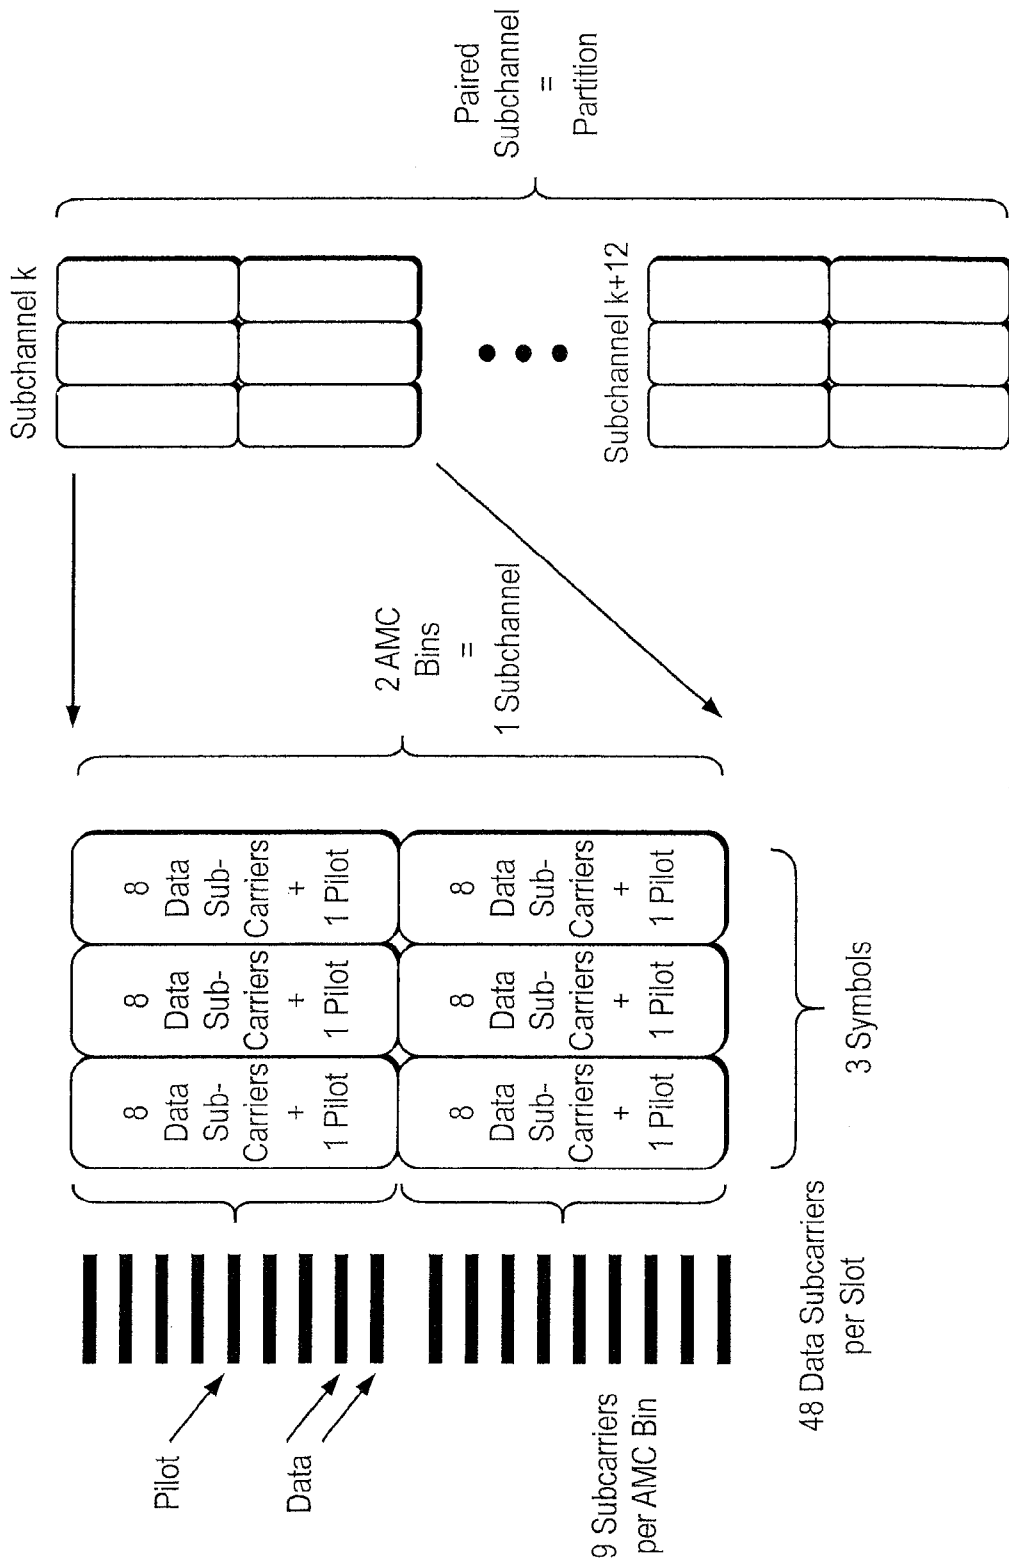 Pilot
Data
9 Subcarriers
per AMC Bin
8
Data
Sub-
Carriers
+
1 Pilot
8
Data
Sub-
Carriers
+
1 Pilot
8
Data
Sub-
Carriers
+
1 Pilot
8
Data
Sub-
Carriers
+
1 Pilot
8
Data
Sub-
Carriers
+
1 Pilot
8
Data
Sub-
Carriers
+
1 Pilot
48 Data Subcarriers
per Slot
3 Symbols
2 AMC
Bins
=
1 Subchannel
Subchannel k
Subchannel k+12
Paired
Subchannel
=
Partition